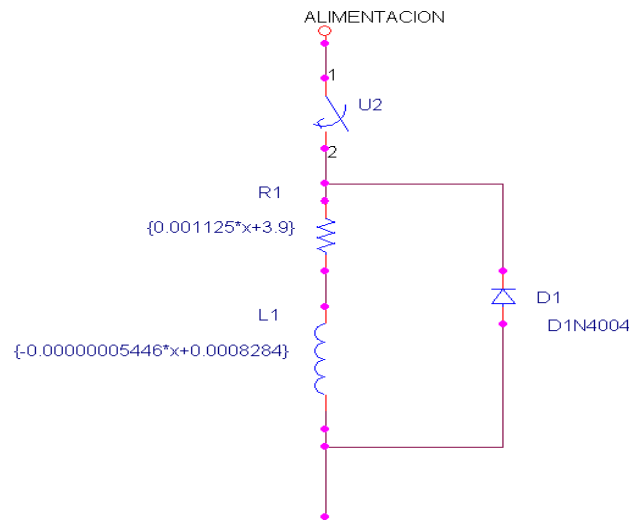 ALIMENTACION
1
U2
2
R1
{0.001125*x+3.9}
L1
{-0.00000005446*x+0.0008284}
D1
D1N4004